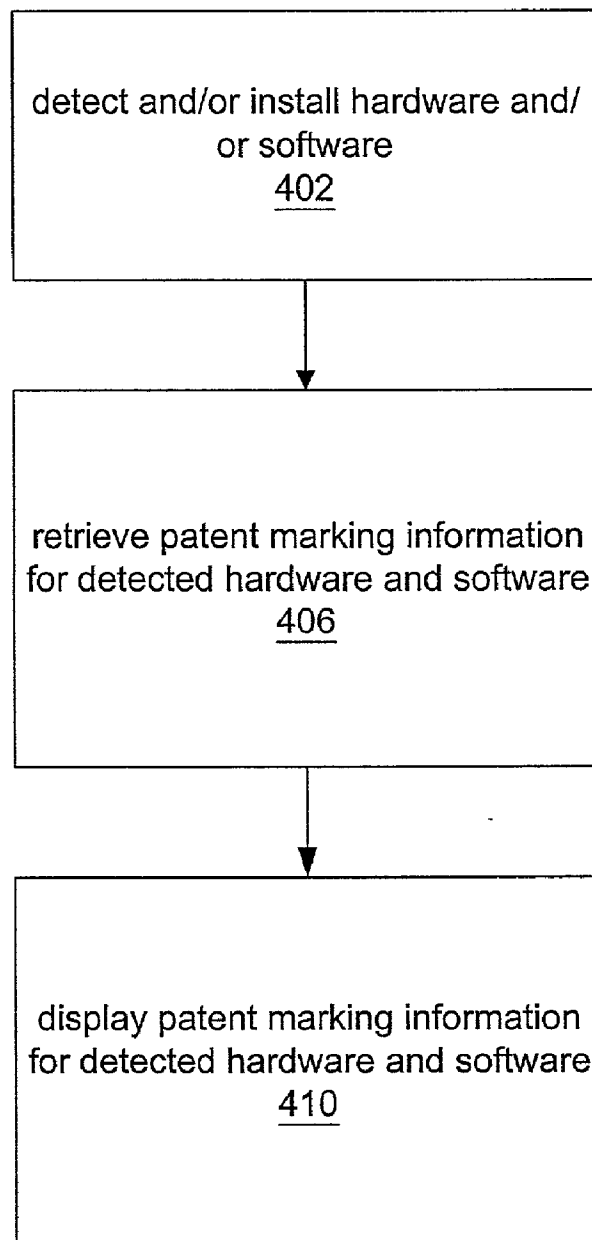 detect and/or install hardware and/
or software
402
retrieve patent marking information
for detected hardware and software
406
display patent marking information
for detected hardware and software
410